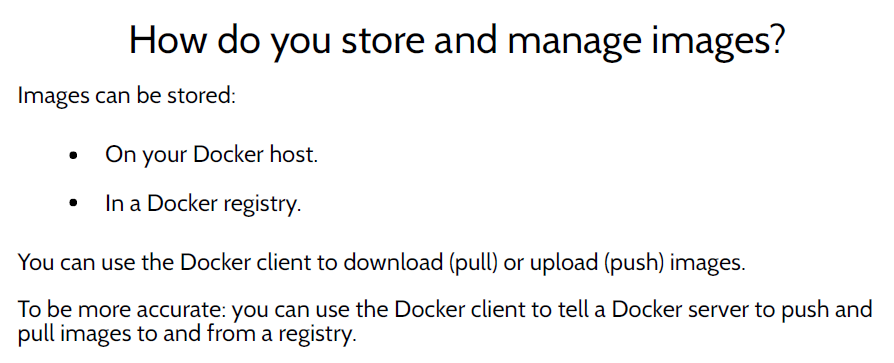 How do you store and manage images?
Images can be stored:
• On your Docker host.
• In a Docker registry.
You can use the Docker client to download (pull) or upload (push) images.
To be more accurate: you can use the Docker client to tell a Docker server to push and
pull images to and from a registry.